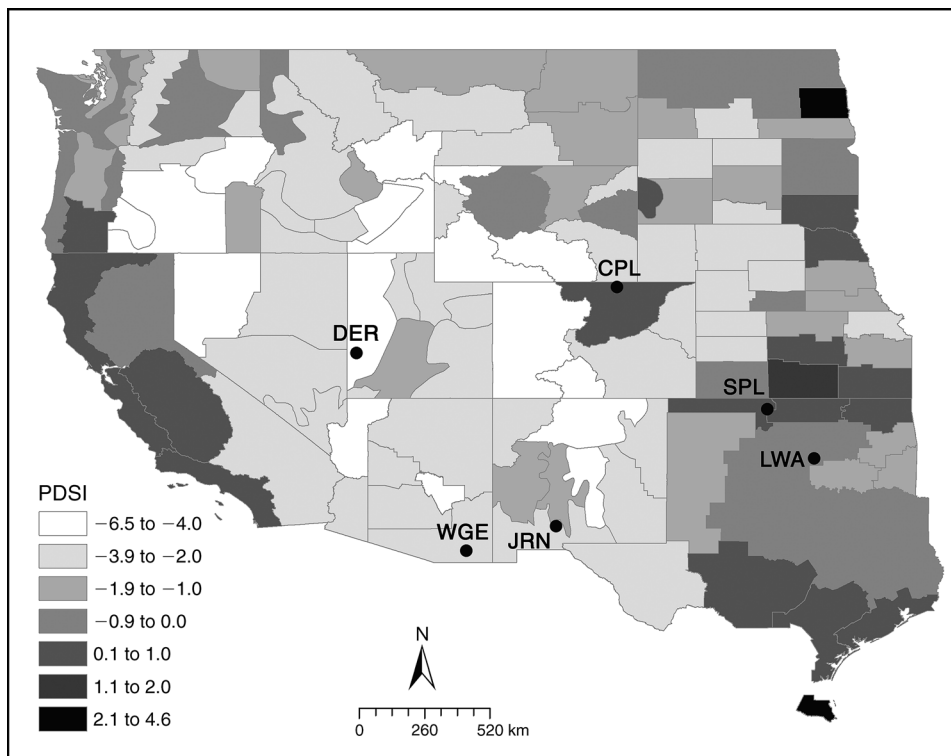 CPL
DER
SPL
LWA
WGE
JRN
PDSI
−6.5 to −4.0
−3.9 to −2.0
−1.9 to −1.0
−0.9 to 0.0
0.1 to 1.0
1.1 to 2.0
2.1 to 4.6
N
0 260 520 km